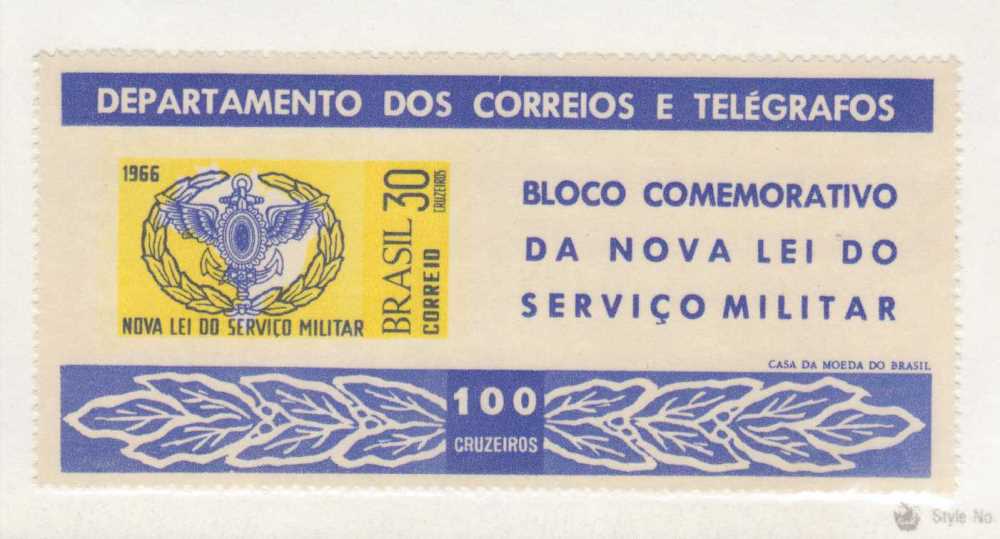 DEPARTAMENTO DOS CORREIOS E TELÉGRAFOS
1966
NOVA LEI DO SERVIÇO MILITAR
BRASIL 30
CORREIO CRUZEIROS
BLOCO COMEMORATIVO
DA NOVA LEI DO
SERVIÇO MILITAR
CASA DA MOEDA DO BRASIL
100
CRUZEIROS
Style No